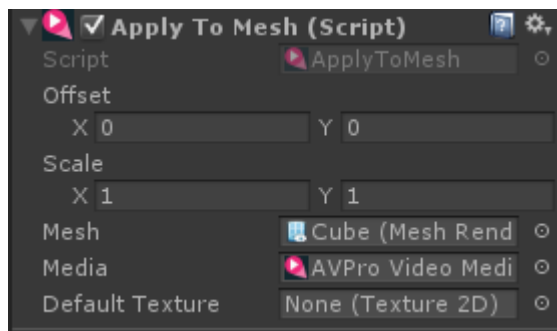 Apply To Mesh (Script)
Script ApplyToMesh
Offset
X 0 Y 0
Scale
X 1 Y 1
Mesh Cube (Mesh Rend
Media AVPro Video Medi
Default Texture None (Texture 2D)